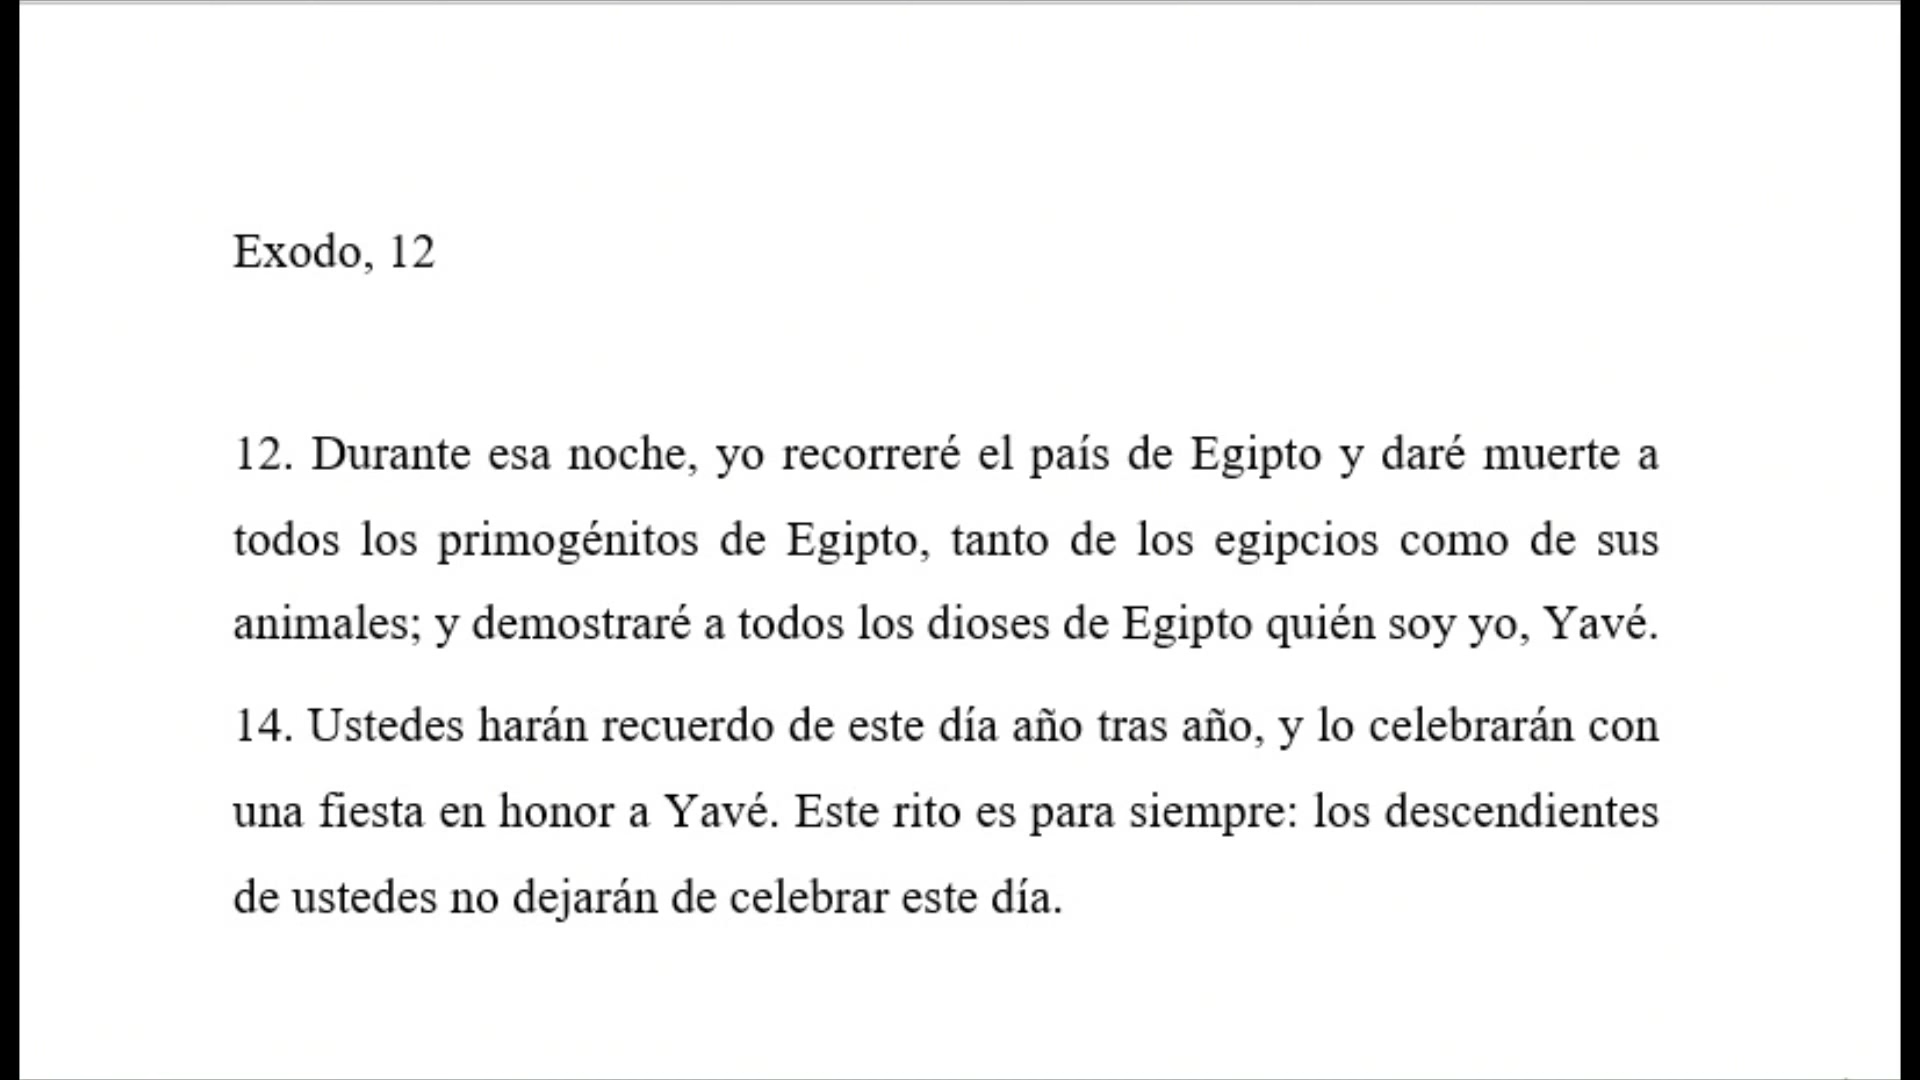 Exodo, 12
12. Durante esa noche, yo recorreré el país de Egipto y daré muerte a
todos los primogénitos de Egipto, tanto de los egipcios como de sus
animales; y demostraré a todos los dioses de Egipto quién soy yo, Yavé.
14. Ustedes harán recuerdo de este día año tras año, y lo celebrarán con
una fiesta en honor a Yavé. Este rito es para siempre: los descendientes
de ustedes no dejarán de celebrar este día.